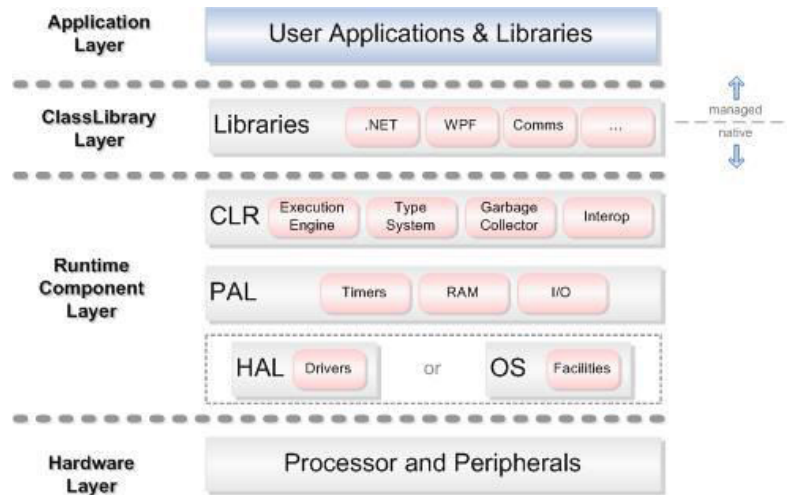 Application
Layer
User Applications & Libraries
ClassLibrary
Layer
Libraries
.NET
WPF
Comms
...
managed
native
Runtime
Component
Layer
CLR
Execution
Engine
Type
System
Garbage
Collector
Interop
PAL
Timers
RAM
I/O
HAL
Drivers
or
OS
Facilities
Hardware
Layer
Processor and Peripherals